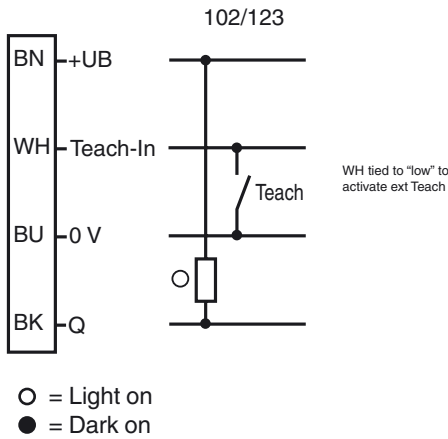 102/123
BN +UB
WH Teach-In
WH tied to “low” to
activate ext Teach
Teach
BU 0 V
BK Q
= Light on
= Dark on